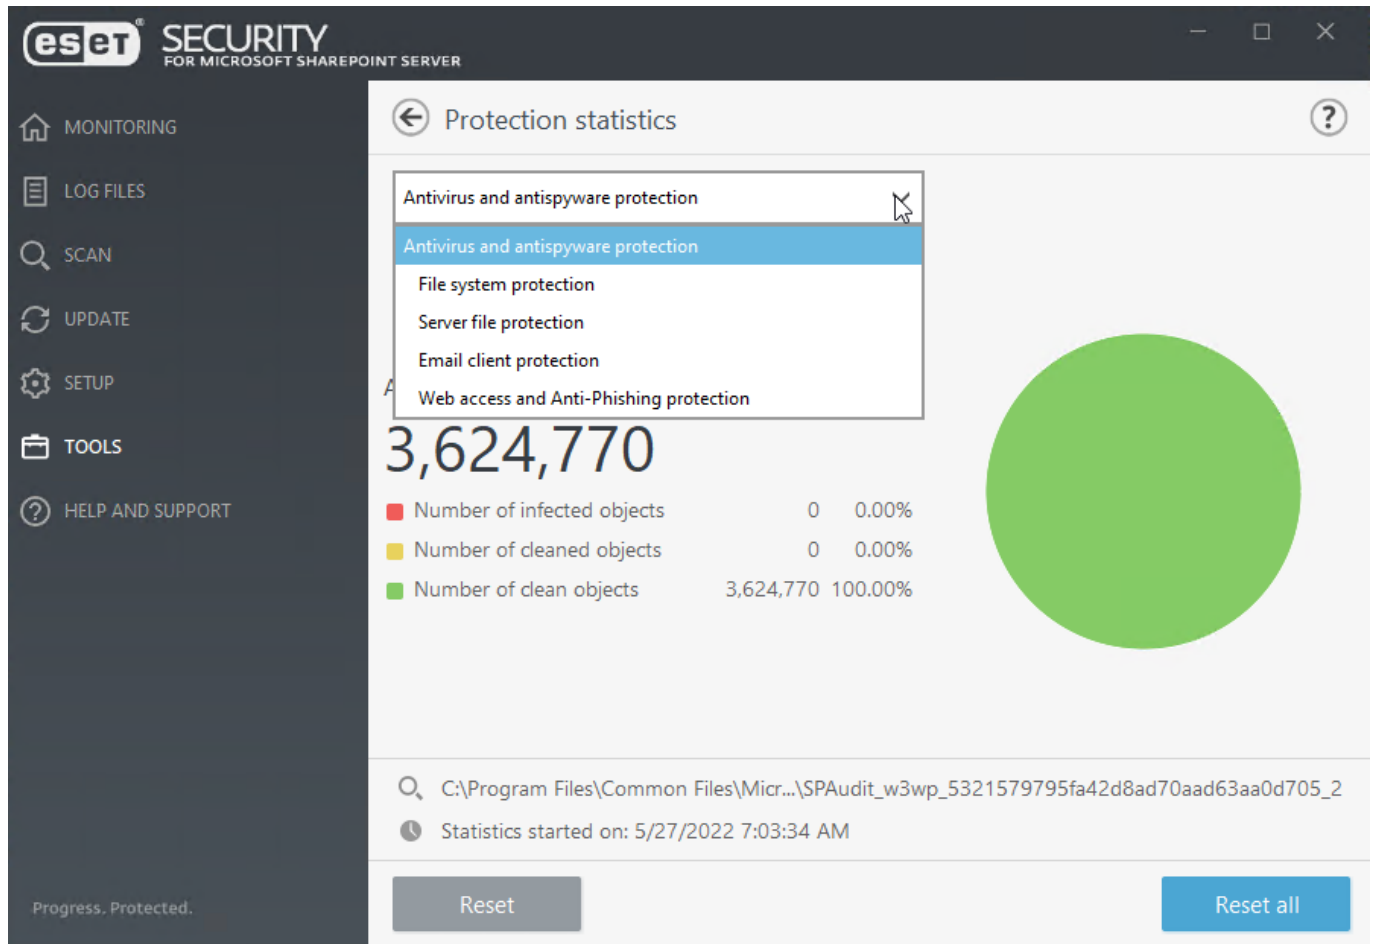 eset® SECURITY
FOR MICROSOFT SHAREPOINT SERVER
MONITORING
LOG FILES
SCAN
UPDATE
SETUP
TOOLS
HELP AND SUPPORT
Progress. Protected.
Protection statistics
?
Antivirus and antispyware protection
Antivirus and antispyware protection
File system protection
Server file protection
Email client protection
Web access and Anti-Phishing protection
3,624,770
Number of infected objects 0 0.00%
Number of cleaned objects 0 0.00%
Number of clean objects 3,624,770 100.00%
C:\Program Files\Common Files\Micr...\SPAudit_w3wp_5321579795fa42d8ad70aad63aa0d705_2
Statistics started on: 5/27/2022 7:03:34 AM
Reset
Reset all